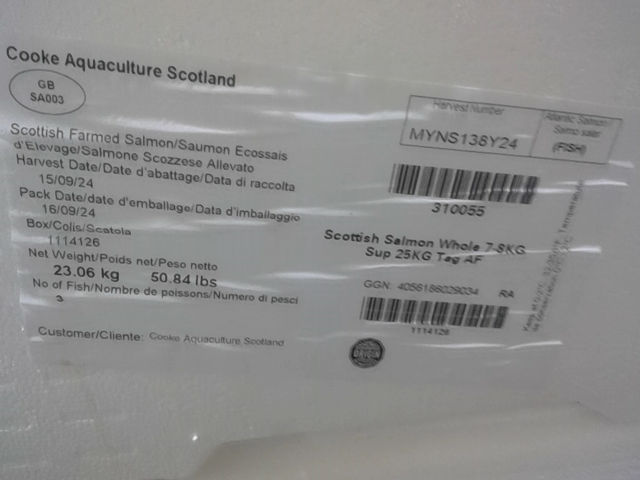 Cooke Aquaculture Scotland
GB
SA003
Scottish Farmed Salmon/Saumon Ecossais
d'Elevage/Salmone Scozzese Allevato
Harvest Date/Date d'abattage/Data di raccolta
15/09/24
Pack Date/date d'emballage/Data d'imballaggio
16/09/24
Box/Colis/Scatola
1114126
Net Weight/Poids net/Peso netto
23.06 kg 50.84 lbs
No of Fish/Nombre de poissons/Numero di pesci
3
Customer/Cliente: Cooke Aquaculture Scotland
Harvest Number
MYNS138Y24
Atlantic Salmon/
Salmo salar
(FISH)
310055
Scottish Salmon Whole 7-8KG
Sup 25KG Tag AF
GGN: 4056186029034 RA
1114126
ORIGIN